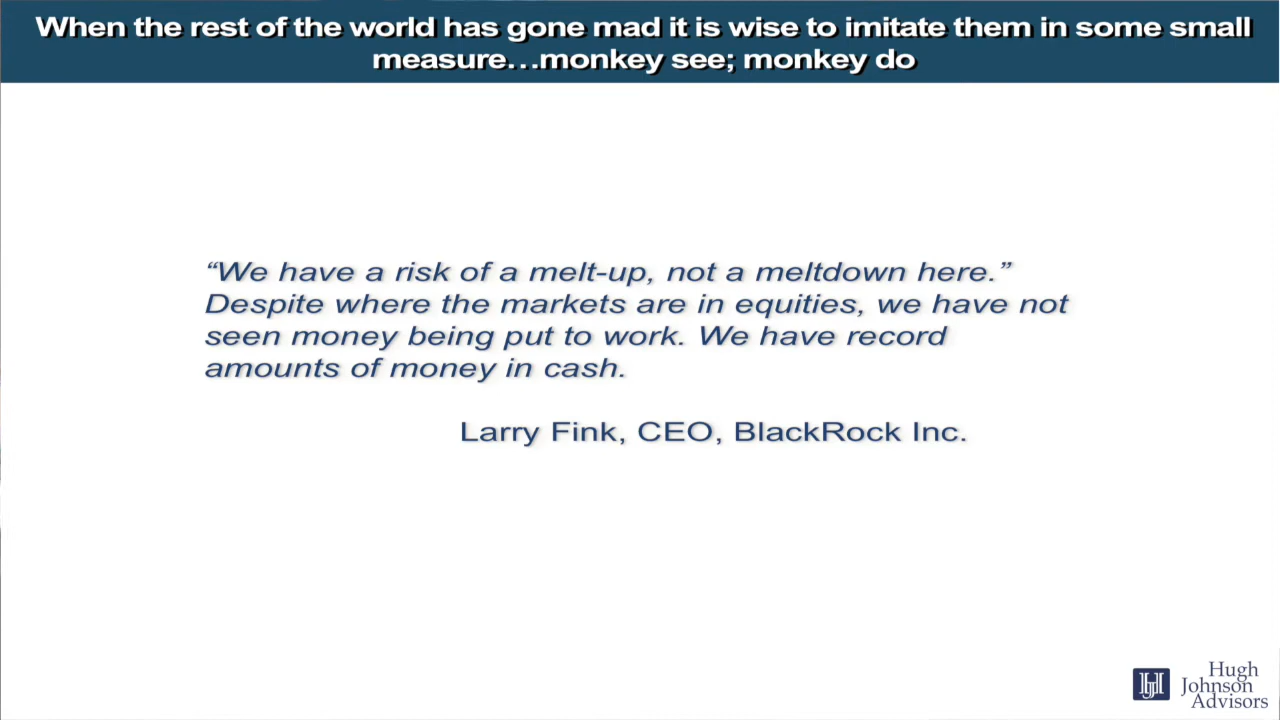 When the rest of the world has gone mad it is wise to imitate them in some small
measure…monkey see; monkey do
“We have a risk of a melt-up, not a meltdown here.”
Despite where the markets are in equities, we have not
seen money being put to work. We have record
amounts of money in cash.
Larry Fink, CEO, BlackRock Inc.
HJ
Hugh
Johnson
Advisors